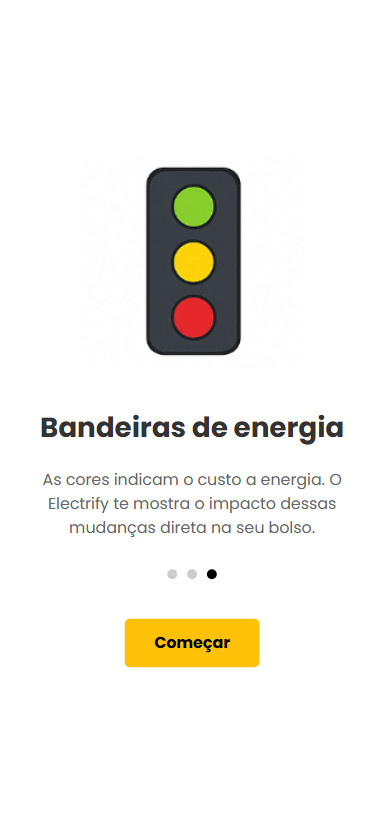 Bandeiras de energia
As cores indicam o custo a energia. O
Electrify te mostra o impacto dessas
mudanças direta na seu bolso.
Começar